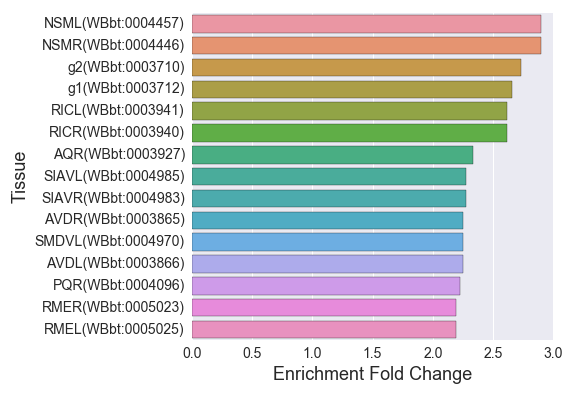 NSML(WBbt:0004457)
NSMR(WBbt:0004446)
g2(WBbt:0003710)
g1(WBbt:0003712)
RICL(WBbt:0003941)
RICR(WBbt:0003940)
AQR(WBbt:0003927)
SIAVL(WBbt:0004985)
SIAVR(WBbt:0004983)
AVDR(WBbt:0003865)
SMDVL(WBbt:0004970)
AVDL(WBbt:0003866)
PQR(WBbt:0004096)
RMER(WBbt:0005023)
RMEL(WBbt:0005025)
Tissue
0.0 0.5 1.0 1.5 2.0 2.5 3.0
Enrichment Fold Change